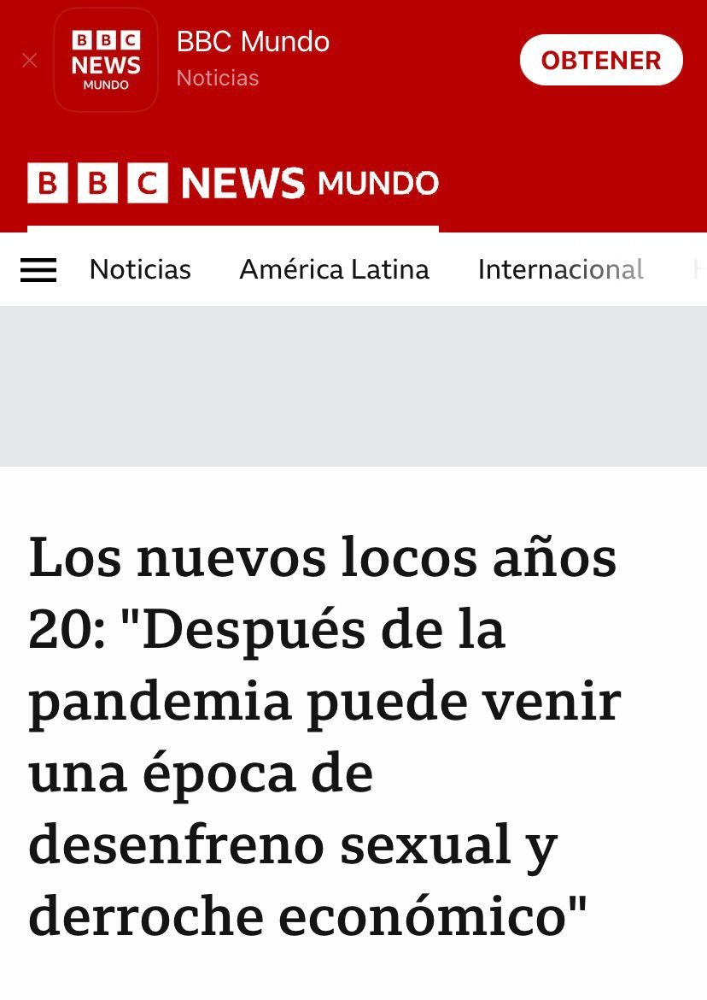 BBC NEWS MUNDO
BBC Mundo
Noticias
OBTENER
BBC NEWS MUNDO
Noticias América Latina Internacional
Los nuevos locos años
20: "Después de la
pandemia puede venir
una época de
desenfreno sexual y
derroche económico"